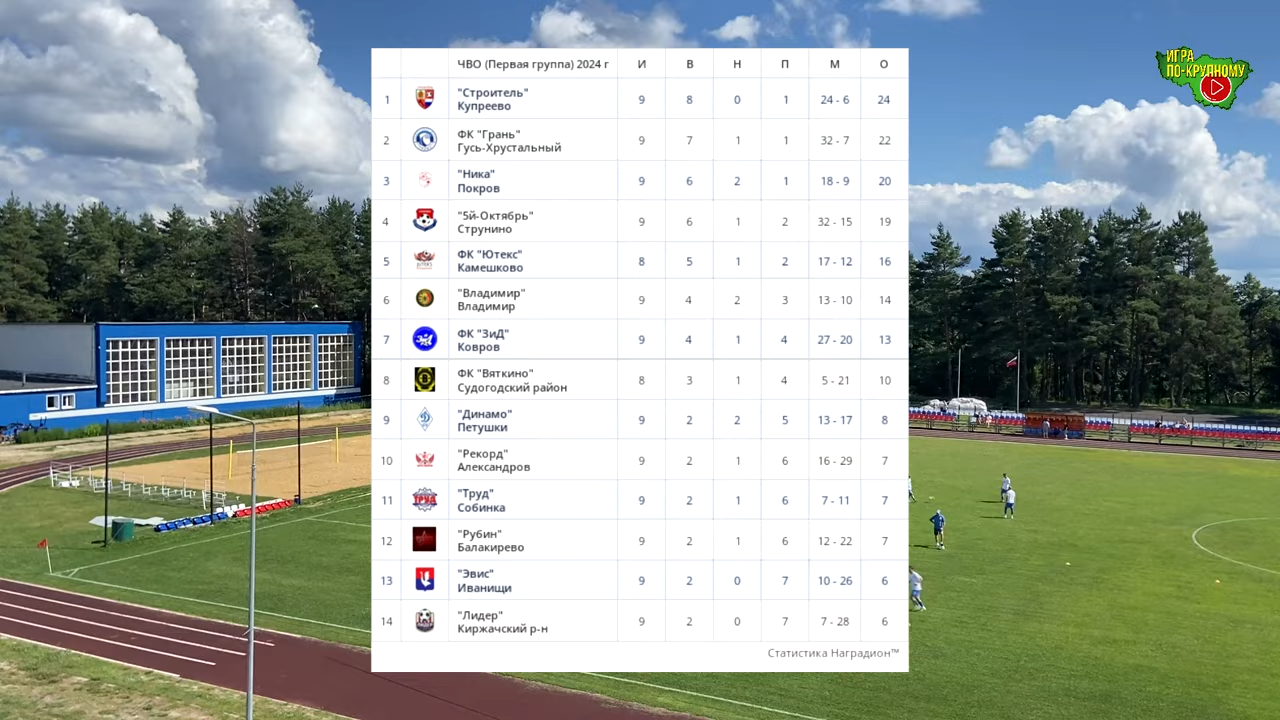 ИГРА
ПО-КРУПНОМУ
ЧВО (Первая группа) 2024 г И В Н П М О
1 "Строитель" Купреево 9 8 0 1 24 - 6 24
2 ФК "Грань" Гусь-Хрустальный 9 7 1 1 32 - 7 22
3 "Ника" Покров 9 6 2 1 18 - 9 20
4 "5й-Октябрь" Струнино 9 6 1 2 32 - 15 19
5 ФК "Ютекс" Камешково 8 5 1 2 17 - 12 16
6 "Владимир" Владимир 9 4 2 3 13 - 10 14
7 ФК "ЗиД" Ковров 9 4 1 4 27 - 20 13
8 ФК "Вяткино" Судогодский район 8 3 1 4 5 - 21 10
9 "Динамо" Петушки 9 2 2 5 13 - 17 8
10 "Рекорд" Александров 9 2 1 6 16 - 29 7
11 ТРУД "Труд" Собинка 9 2 1 6 7 - 11 7
12 "Рубин" Балакирево 9 2 1 6 12 - 22 7
13 "Эвис" Иванищи 9 2 0 7 10 - 26 6
14 "Лидер" Киржачский р-н 9 2 0 7 7 - 28 6
Статистика Наградион™